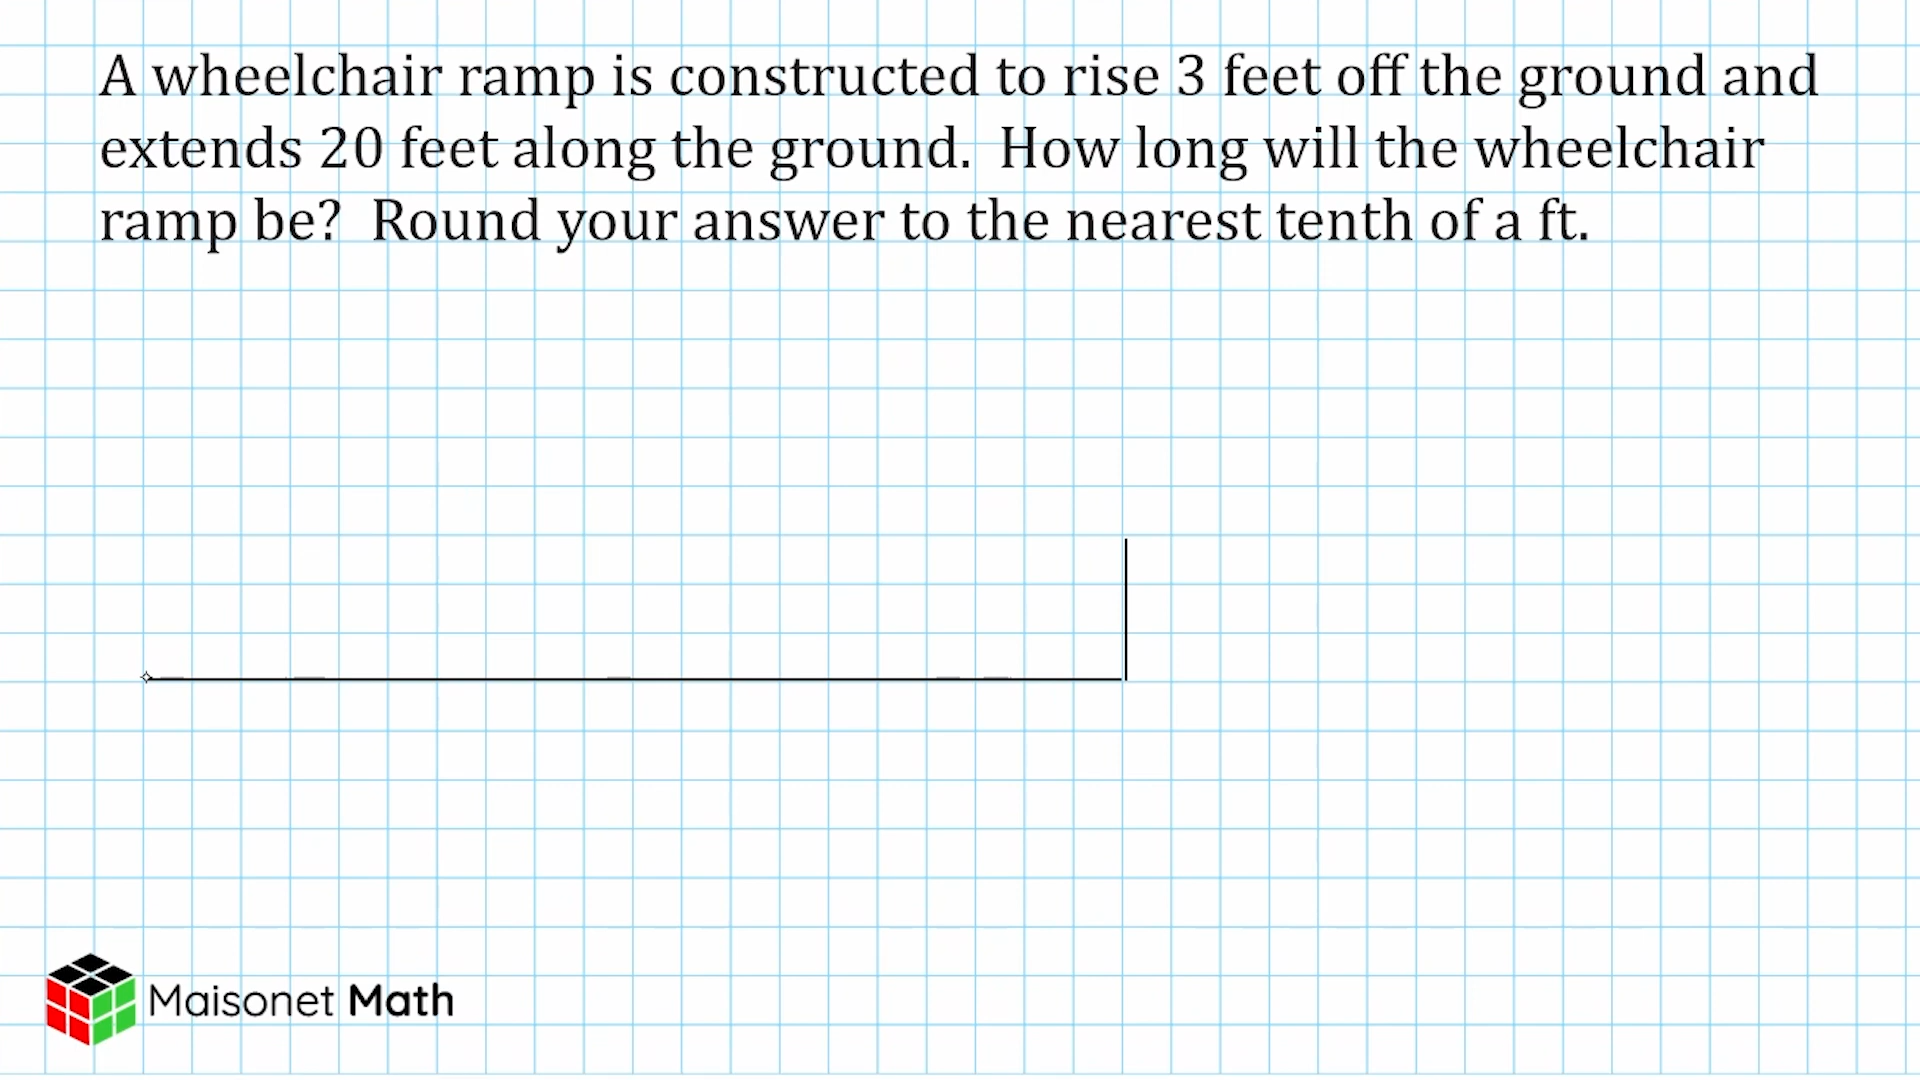 A wheelchair ramp is constructed to rise 3 feet off the ground and
extends 20 feet along the ground.  How long will the wheelchair
ramp be?  Round your answer to the nearest tenth of a ft.
Maisonet Math